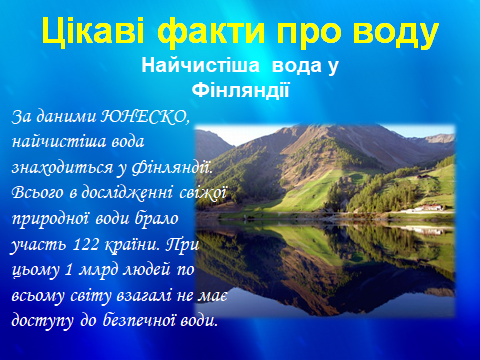 Цікаві факти про воду
Найчистіша вода у
Фінляндії
За даними ЮНЕСКО,
найчистіша вода
знаходиться у Фінляндії.
Всього в дослідженні свіжої
природної води брало
участь 122 країни. При
цьому 1 млрд людей по
всьому світу взагалі не має
доступу до безпечної води.